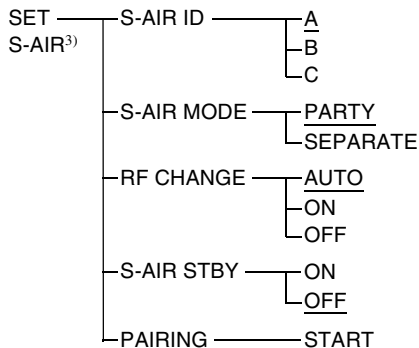 SET S-AIR ID A
S-AIR3) B
C
S-AIR MODE PARTY
SEPARATE
RF CHANGE AUTO
ON
OFF
S-AIR STBY ON
OFF
PAIRING START